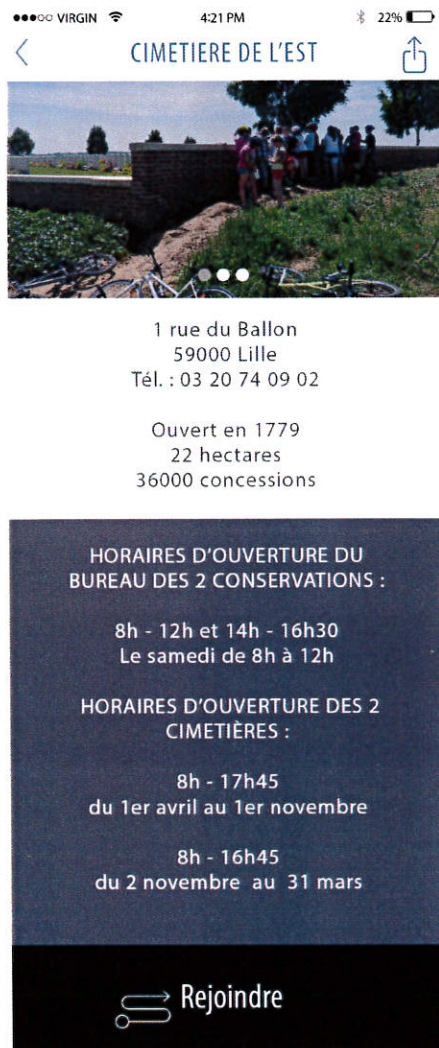 VIRGIN 4:21 PM 22%
CIMETIERE DE L'EST
1 rue du Ballon
59000 Lille
Tél. : 03 20 74 09 02
Ouvert en 1779
22 hectares
36000 concessions
HORAIRES D'OUVERTURE DU
BUREAU DES 2 CONSERVATIONS :
8h - 12h et 14h - 16h30
Le samedi de 8h à 12h
HORAIRES D'OUVERTURE DES 2
CIMETIÈRES :
8h - 17h45
du 1er avril au 1er novembre
8h - 16h45
du 2 novembre au 31 mars
Rejoindre